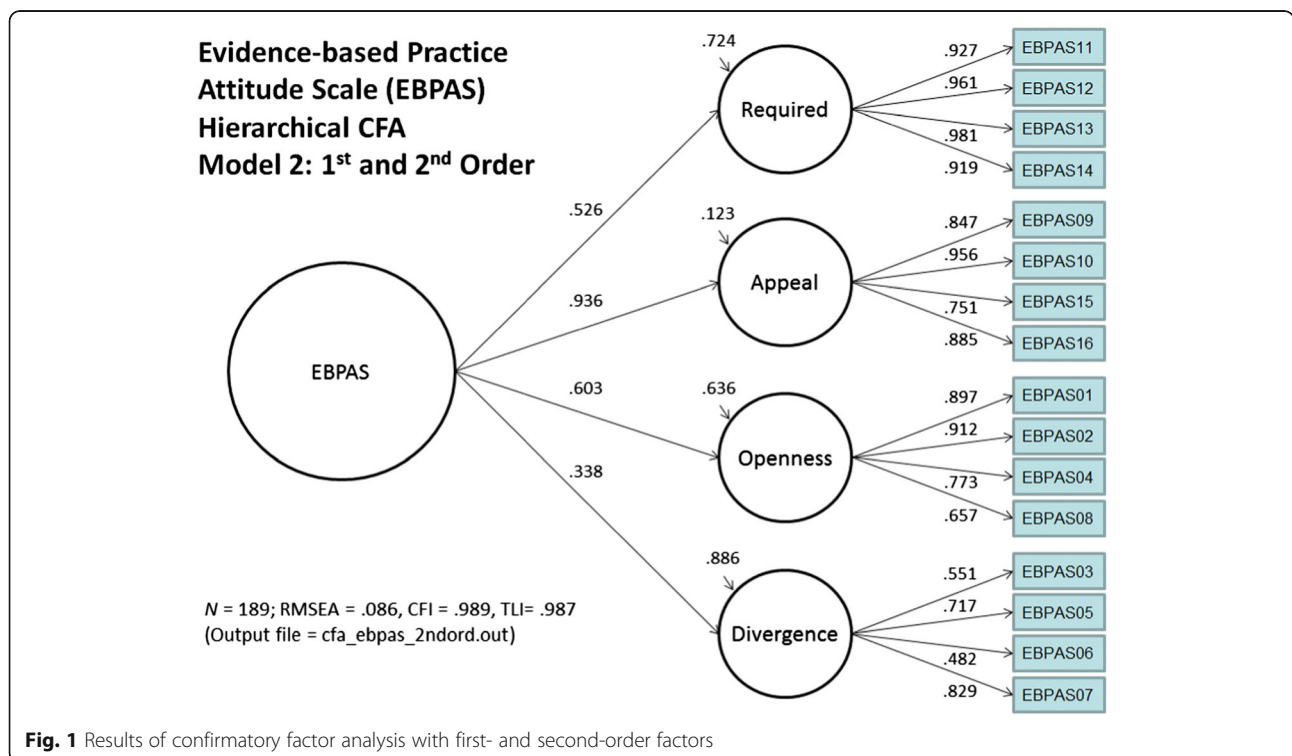 Evidence-based Practice
Attitude Scale (EBPAS)
Hierarchical CFA
Model 2: 1st and 2nd Order
EBPAS
.526
.936
.603
.338
.724
Required
.927
.961
.981
.919
EBPAS11
EBPAS12
EBPAS13
EBPAS14
.123
Appeal
.847
.956
.751
.885
EBPAS09
EBPAS10
EBPAS15
EBPAS16
.636
Openness
.897
.912
.773
.657
EBPAS01
EBPAS02
EBPAS04
EBPAS08
.886
Divergence
.551
.717
.482
.829
EBPAS03
EBPAS05
EBPAS06
EBPAS07
N = 189; RMSEA = .086, CFI = .989, TLI= .987
(Output file = cfa_ebpas_2ndord.out)
Fig. 1 Results of confirmatory factor analysis with first- and second-order factors